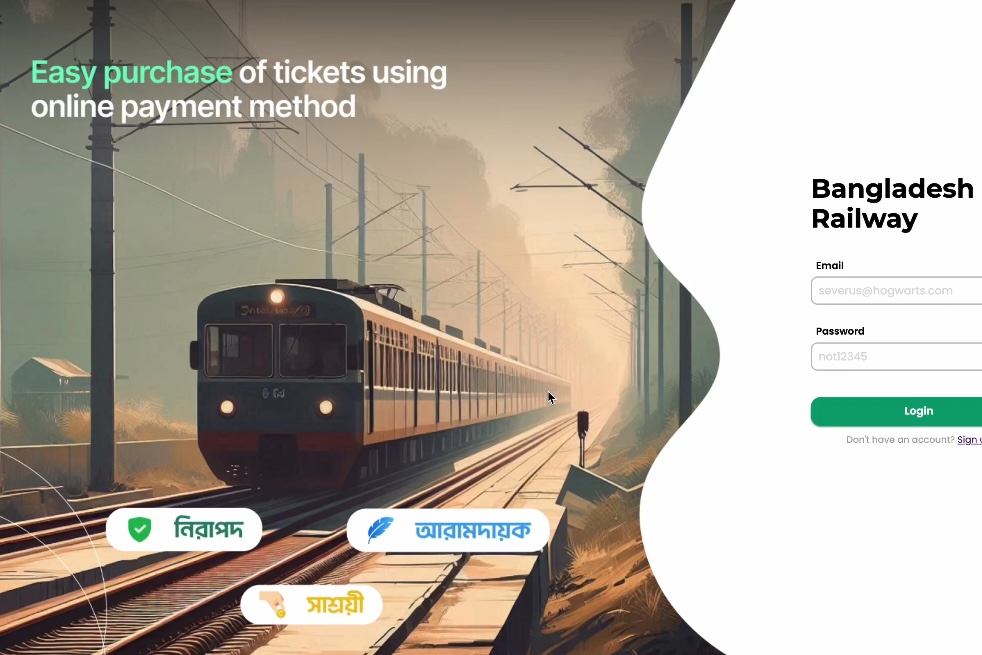 Easy purchase of tickets using
online payment method
নিরাপদ
আরামদায়ক
সাশ্রয়ী
Bangladesh
Railway
Email
severus@hogwarts.com
Password
not12345
Login
Don't have an account? Sign u